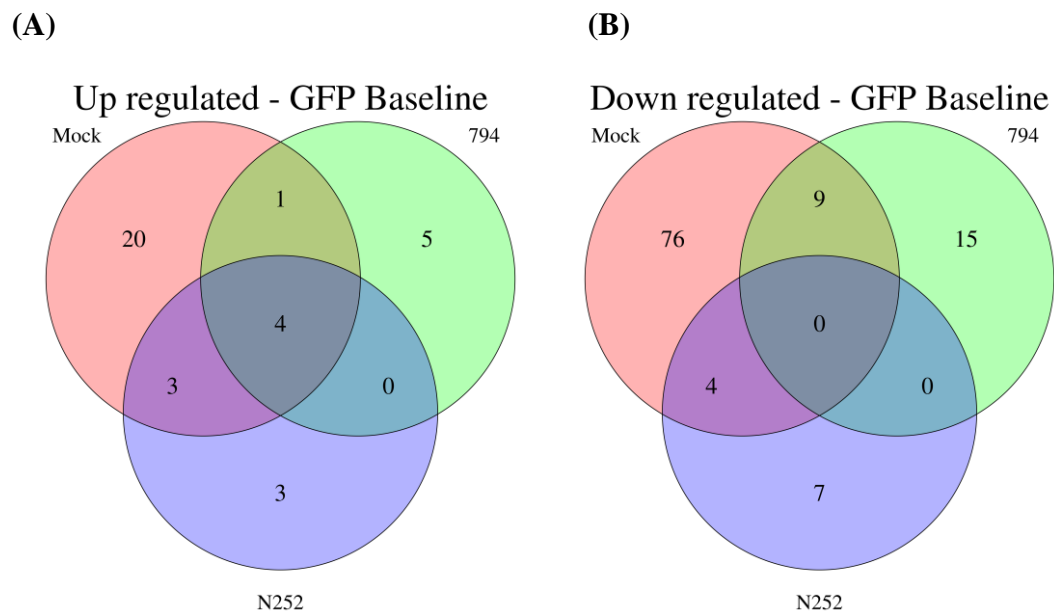 (A)
(B)
Up regulated - GFP Baseline
Mock
794
1
20
5
4
3
0
3
N252
Down regulated - GFP Baseline
Mock
794
9
76
15
0
4
0
7
N252